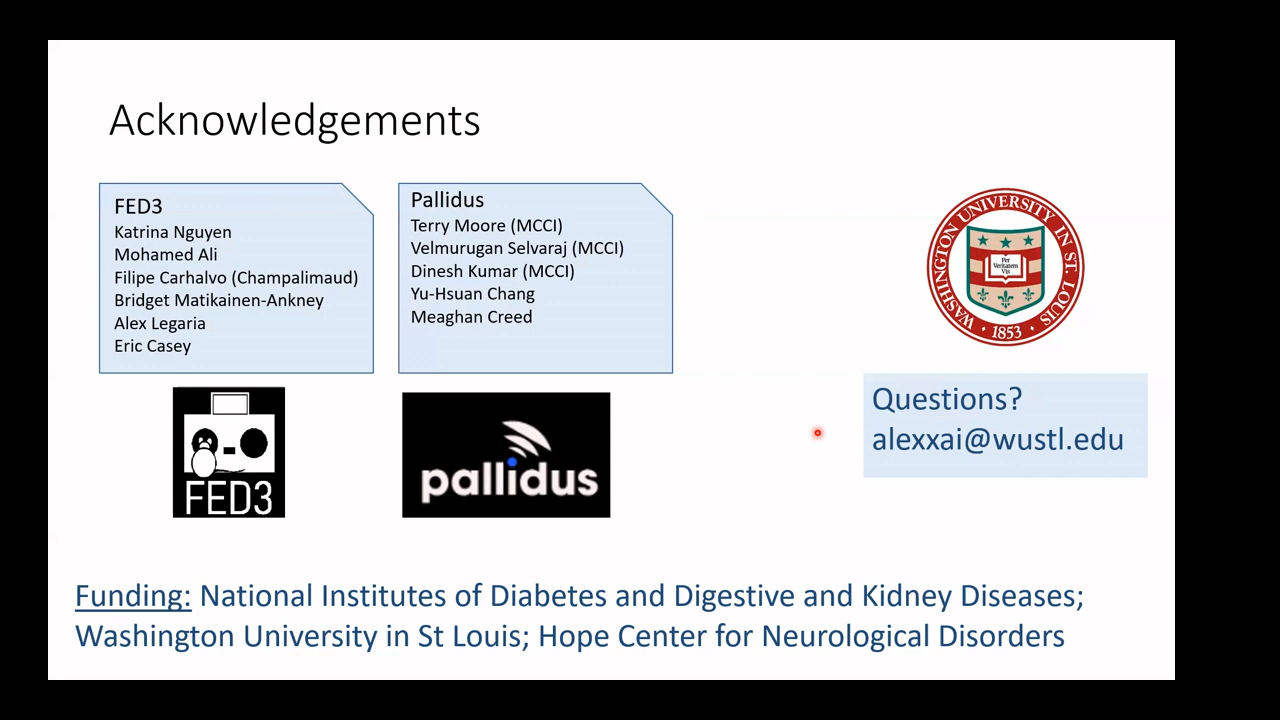 Acknowledgements
FED3
Katrina Nguyen
Mohamed Ali
Filipe Carhalvo (Champalimaud)
Bridget Matikainen-Ankney
Alex Legaria
Eric Casey
Pallidus
Terry Moore (MCCI)
Velmurugan Selvaraj (MCCI)
Dinesh Kumar (MCCI)
Yu-Hsuan Chang
Meaghan Creed
WASHINGTON UNIVERSITY IN ST. LOUIS
Per
Veritatem
Vis
· 1853 ·
FED3
pallidus
Questions?
alexxai@wustl.edu
Funding: National Institutes of Diabetes and Digestive and Kidney Diseases;
Washington University in St Louis; Hope Center for Neurological Disorders